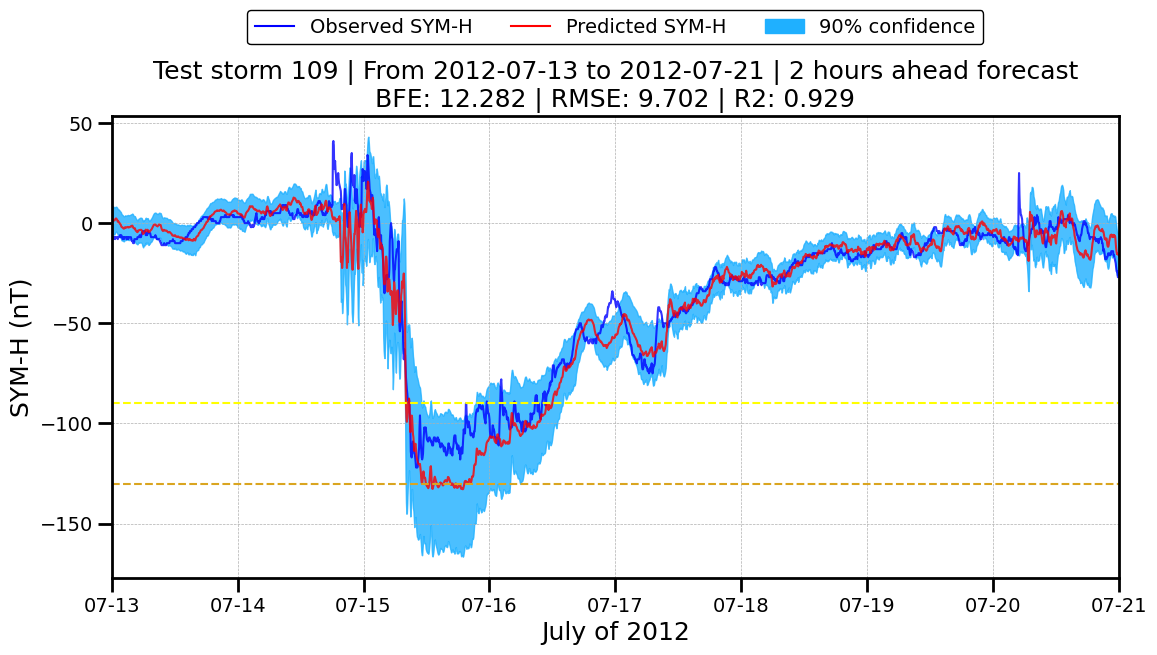 Observed SYM-H Predicted SYM-H 90% confidence
Test storm 109 | From 2012-07-13 to 2012-07-21 | 2 hours ahead forecast
BFE: 12.282 | RMSE: 9.702 | R2: 0.929
50
0
−50
−100
−150
SYM-H (nT)
07-13 07-14 07-15 07-16 07-17 07-18 07-19 07-20 07-21
July of 2012